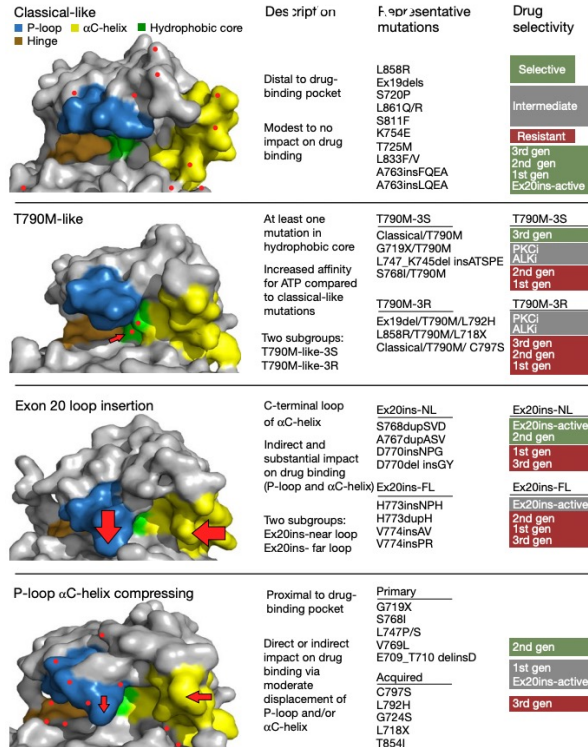 Classical-like
P-loop αC-helix Hydrophobic core
Hinge
Description
Representative mutations
Drug selectivity
Distal to drug-binding pocket
Modest to no impact on drug binding
L858R
Ex19dels
S720P
L861Q/R
S811F
K754E
T725M
L833F/V
A763insFQEA
A763insLQEA
Selective
Intermediate
Resistant
3rd gen
2nd gen
1st gen
Ex20ins-active
T790M-like
At least one mutation in hydrophobic core
Increased affinity for ATP compared to classical-like mutations
Two subgroups:
T790M-like-3S
T790M-like-3R
T790M-3S
Classical/T790M
G719X/T790M
L747_K745del insATSPE
S768I/T790M
T790M-3R
Ex19del/T790M/L792H
L858R/T790M/L718X
Classical/T790M/ C797S
T790M-3S
3rd gen
PKCi
ALKi
2nd gen
1st gen
T790M-3R
PKCi
ALKi
3rd gen
2nd gen
1st gen
Exon 20 loop insertion
C-terminal loop of αC-helix
Indirect and substantial impact on drug binding (P-loop and αC-helix)
Two subgroups:
Ex20ins-near loop
Ex20ins- far loop
Ex20ins-NL
S768dupSVD
A767dupASV
D770insNPG
D770del insGY
Ex20ins-FL
H773insNPH
H773dupH
V774insAV
V774insPR
Ex20ins-NL
Ex20ins-active
2nd gen
1st gen
3rd gen
Ex20ins-FL
Ex20ins-active
2nd gen
1st gen
3rd gen
P-loop αC-helix compressing
Proximal to drug-binding pocket
Direct or indirect impact on drug binding via moderate displacement of P-loop and/or αC-helix
Primary
G719X
S768I
L747P/S
V769L
E709_T710 delinsD
Acquired
C797S
L792H
G724S
L718X
T854I
2nd gen
1st gen
Ex20ins-active
3rd gen